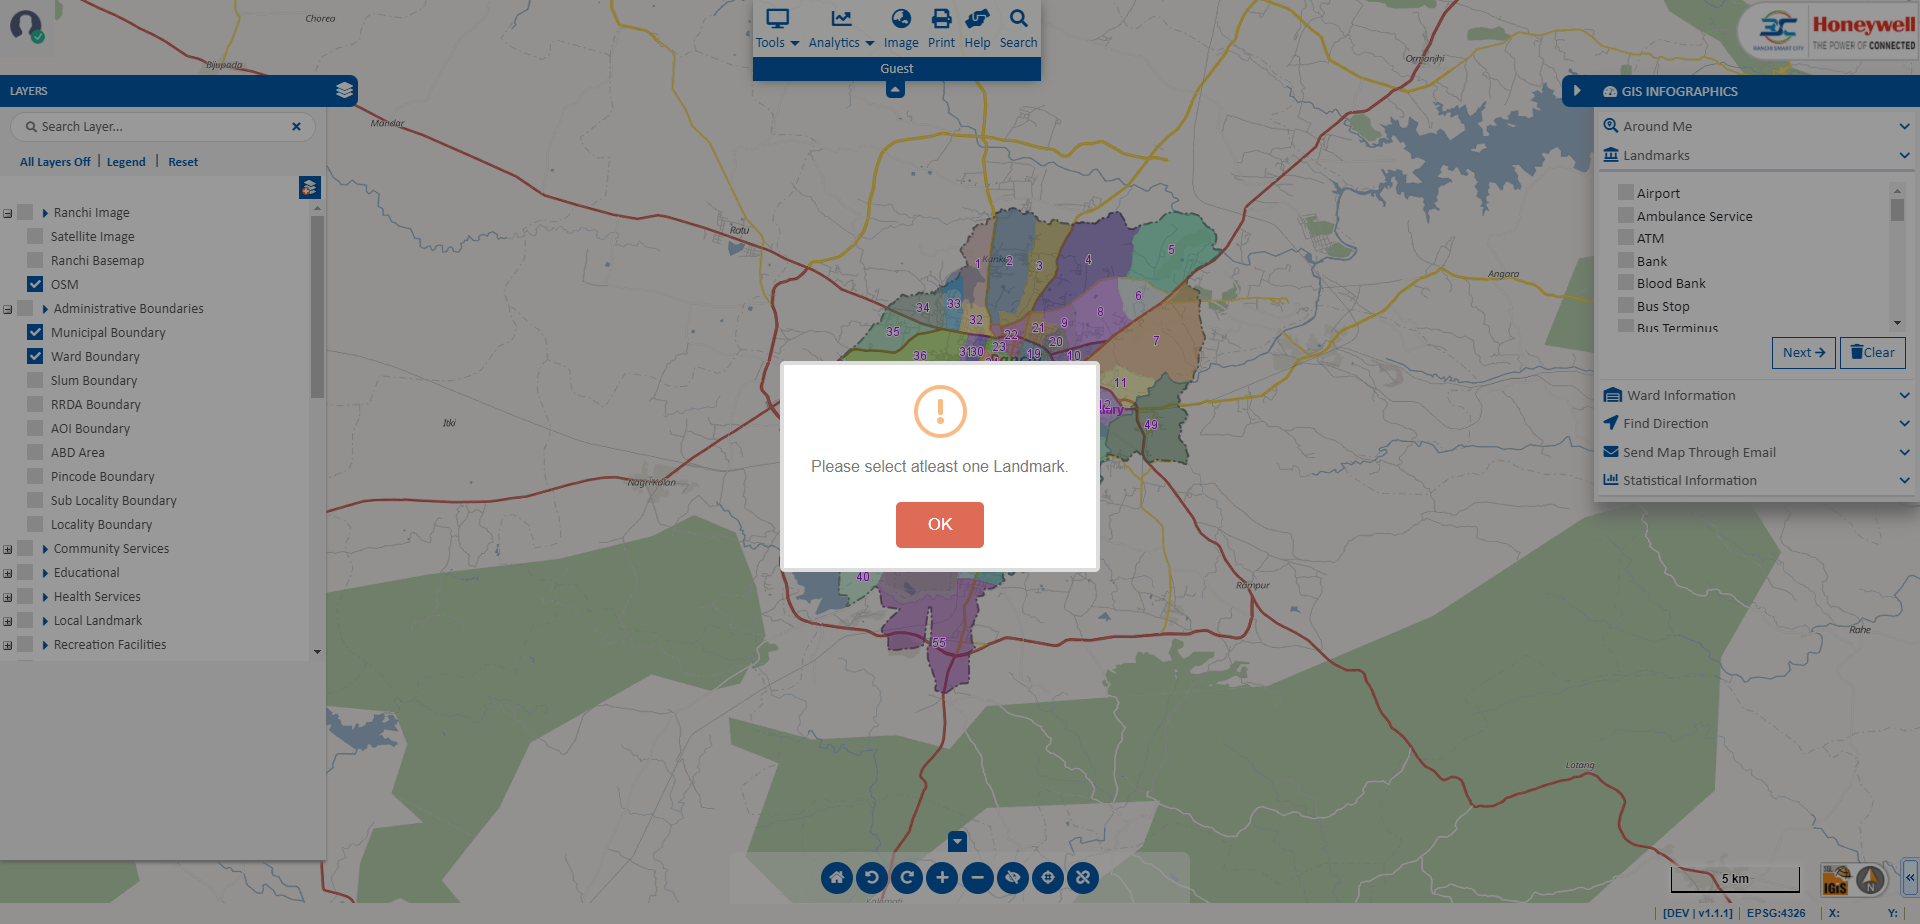 Chorea
Bijupada
Mandar
Ormanjhi
Ratu
Angara
Itki
Nagri Kalan
Rampur
Rahe
Lotang
Tools
Analytics
Image
Print
Help
Search
Guest
RANCHI SMART CITY
Honeywell
THE POWER OF CONNECTED
LAYERS
Search Layer...
All Layers Off | Legend | Reset
Ranchi Image
Satellite Image
Ranchi Basemap
OSM
Administrative Boundaries
Municipal Boundary
Ward Boundary
Slum Boundary
RRDA Boundary
AOI Boundary
ABD Area
Pincode Boundary
Sub Locality Boundary
Locality Boundary
Community Services
Educational
Health Services
Local Landmark
Recreation Facilities
1
2
3
4
5
6
7
8
9
10
11
12
19
20
21
22
23
30
31
32
33
34
35
36
40
49
55
Please select atleast one Landmark.
OK
GIS INFOGRAPHICS
Around Me
Landmarks
Airport
Ambulance Service
ATM
Bank
Blood Bank
Bus Stop
Bus Terminus
Next
Clear
Ward Information
Find Direction
Send Map Through Email
Statistical Information
5 km
IGiS
N
[DEV | v1.1.1]
EPSG:4326
X:
Y: